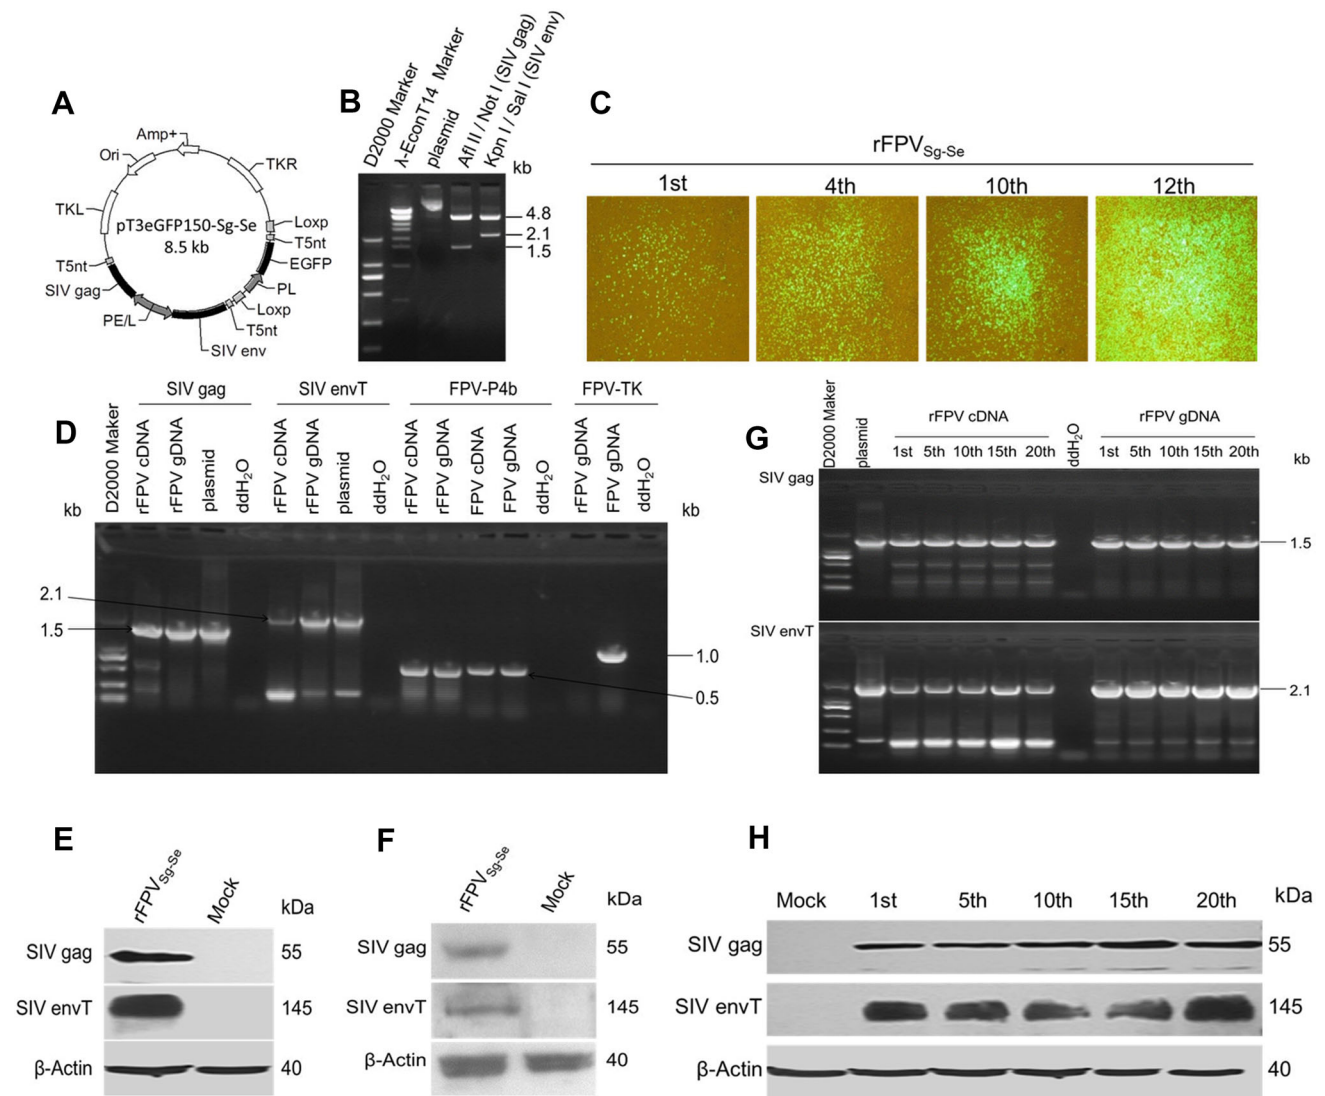 A
Amp+
Ori
TKR
TKL
pT3eGFP150-Sg-Se
8.5 kb
Loxp
T5nt
EGFP
T5nt
SIV gag
PL
PE/L
Loxp
T5nt
SIV env
B
D2000 Marker
λ-EconT14 Marker
plasmid
Afl II / Not I (SIV gag)
Kpn I / Sal I (SIV env)
kb
4.8
2.1
1.5
C
rFPVSg-Se
1st 4th 10th 12th
D
SIV gag SIV envT FPV-P4b FPV-TK
kb
D2000 Maker
rFPV cDNA
rFPV gDNA
plasmid
ddH2O
rFPV cDNA
rFPV gDNA
plasmid
ddH2O
rFPV cDNA
rFPV gDNA
FPV cDNA
FPV gDNA
ddH2O
rFPV gDNA
FPV gDNA
ddH2O
kb
2.1
1.5
1.0
0.5
G
D2000 Maker
plasmid
rFPV cDNA
1st 5th 10th 15th 20th
ddH2O
rFPV gDNA
1st 5th 10th 15th 20th
kb
SIV gag
1.5
SIV envT
2.1
E
rFPVSg-Se
Mock
kDa
SIV gag 55
SIV envT 145
β-Actin 40
F
rFPVSg-Se
Mock
kDa
SIV gag 55
SIV envT 145
β-Actin 40
H
Mock 1st 5th 10th 15th 20th kDa
SIV gag 55
SIV envT 145
β-Actin 40